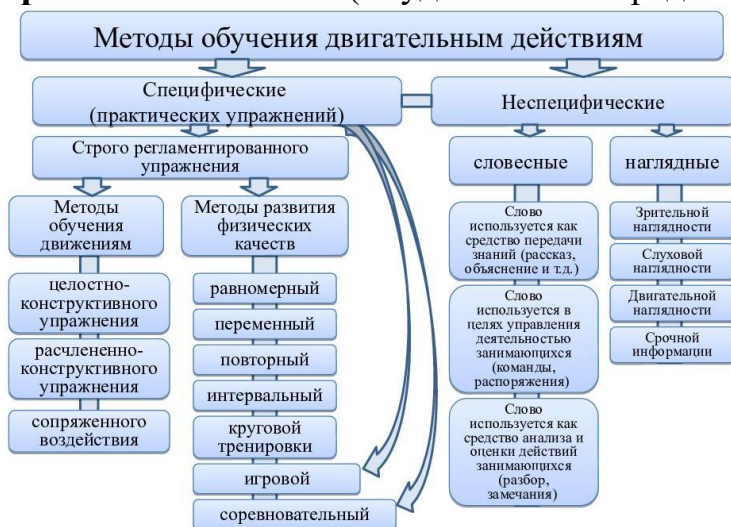 Методы обучения двигательным действиям
Специфические
(практических упражнений)
Неспецифические
Строго регламентированного
упражнения
словесные
наглядные
Методы
обучения
движениям
Методы развития
физических
качеств
целостно-
конструктивного
упражнения
расчлененно-
конструктивного
упражнения
сопряженного
воздействия
равномерный
переменный
повторный
интервальный
круговой
тренировки
игровой
соревновательный
Слово
используется как
средство передачи
знаний (рассказ,
объяснение и т.д.)
Слово
используется в
целях управления
деятельностью
занимающихся
(команды,
распоряжения)
Слово
используется как
средство анализа и
оценки действий
занимающихся
(разбор,
замечания)
Зрительной
наглядности
Слуховой
наглядности
Двигательной
наглядности
Срочной
информации